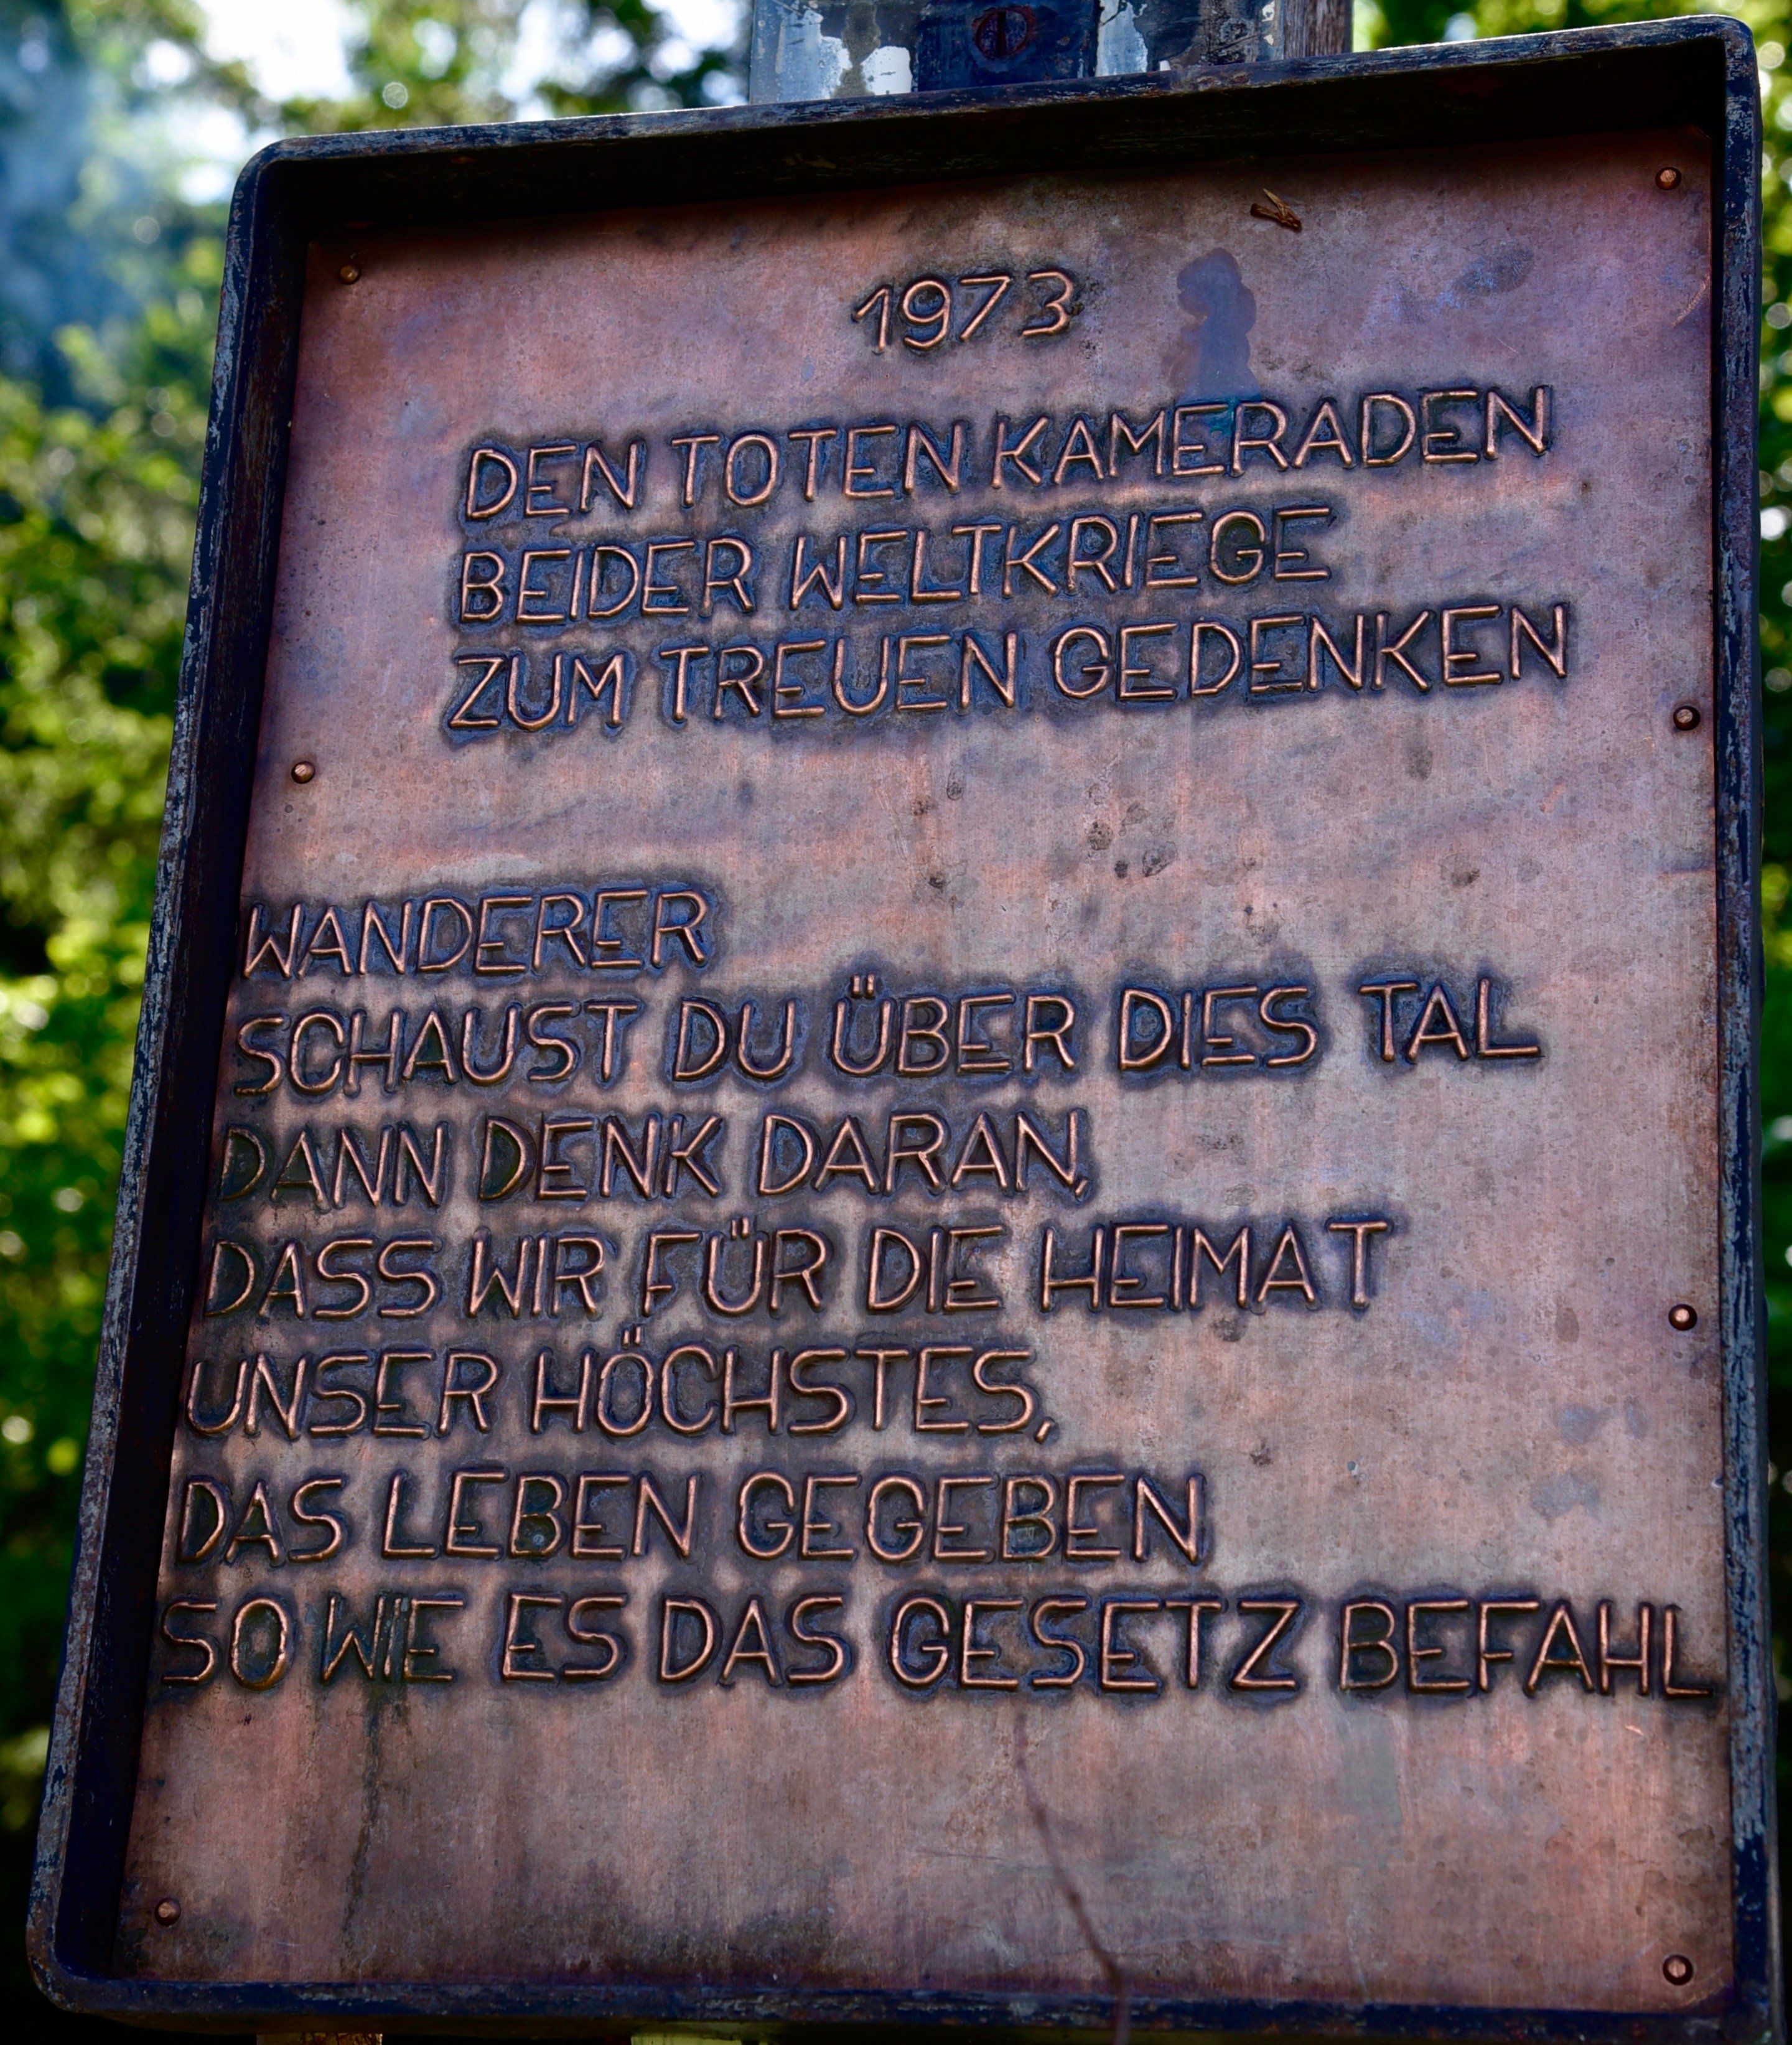 1973
DEN TOTEN KAMERADEN
BEIDER WELTKRIEGE
ZUM TREUEN GEDENKEN
WANDERER
SCHAUST DU ÜBER DIES TAL
DANN DENK DARAN,
DASS WIR FÜR DIE HEIMAT
UNSER HÖCHSTES,
DAS LEBEN GEGEBEN
SO WIE ES DAS GESETZ BEFAHL